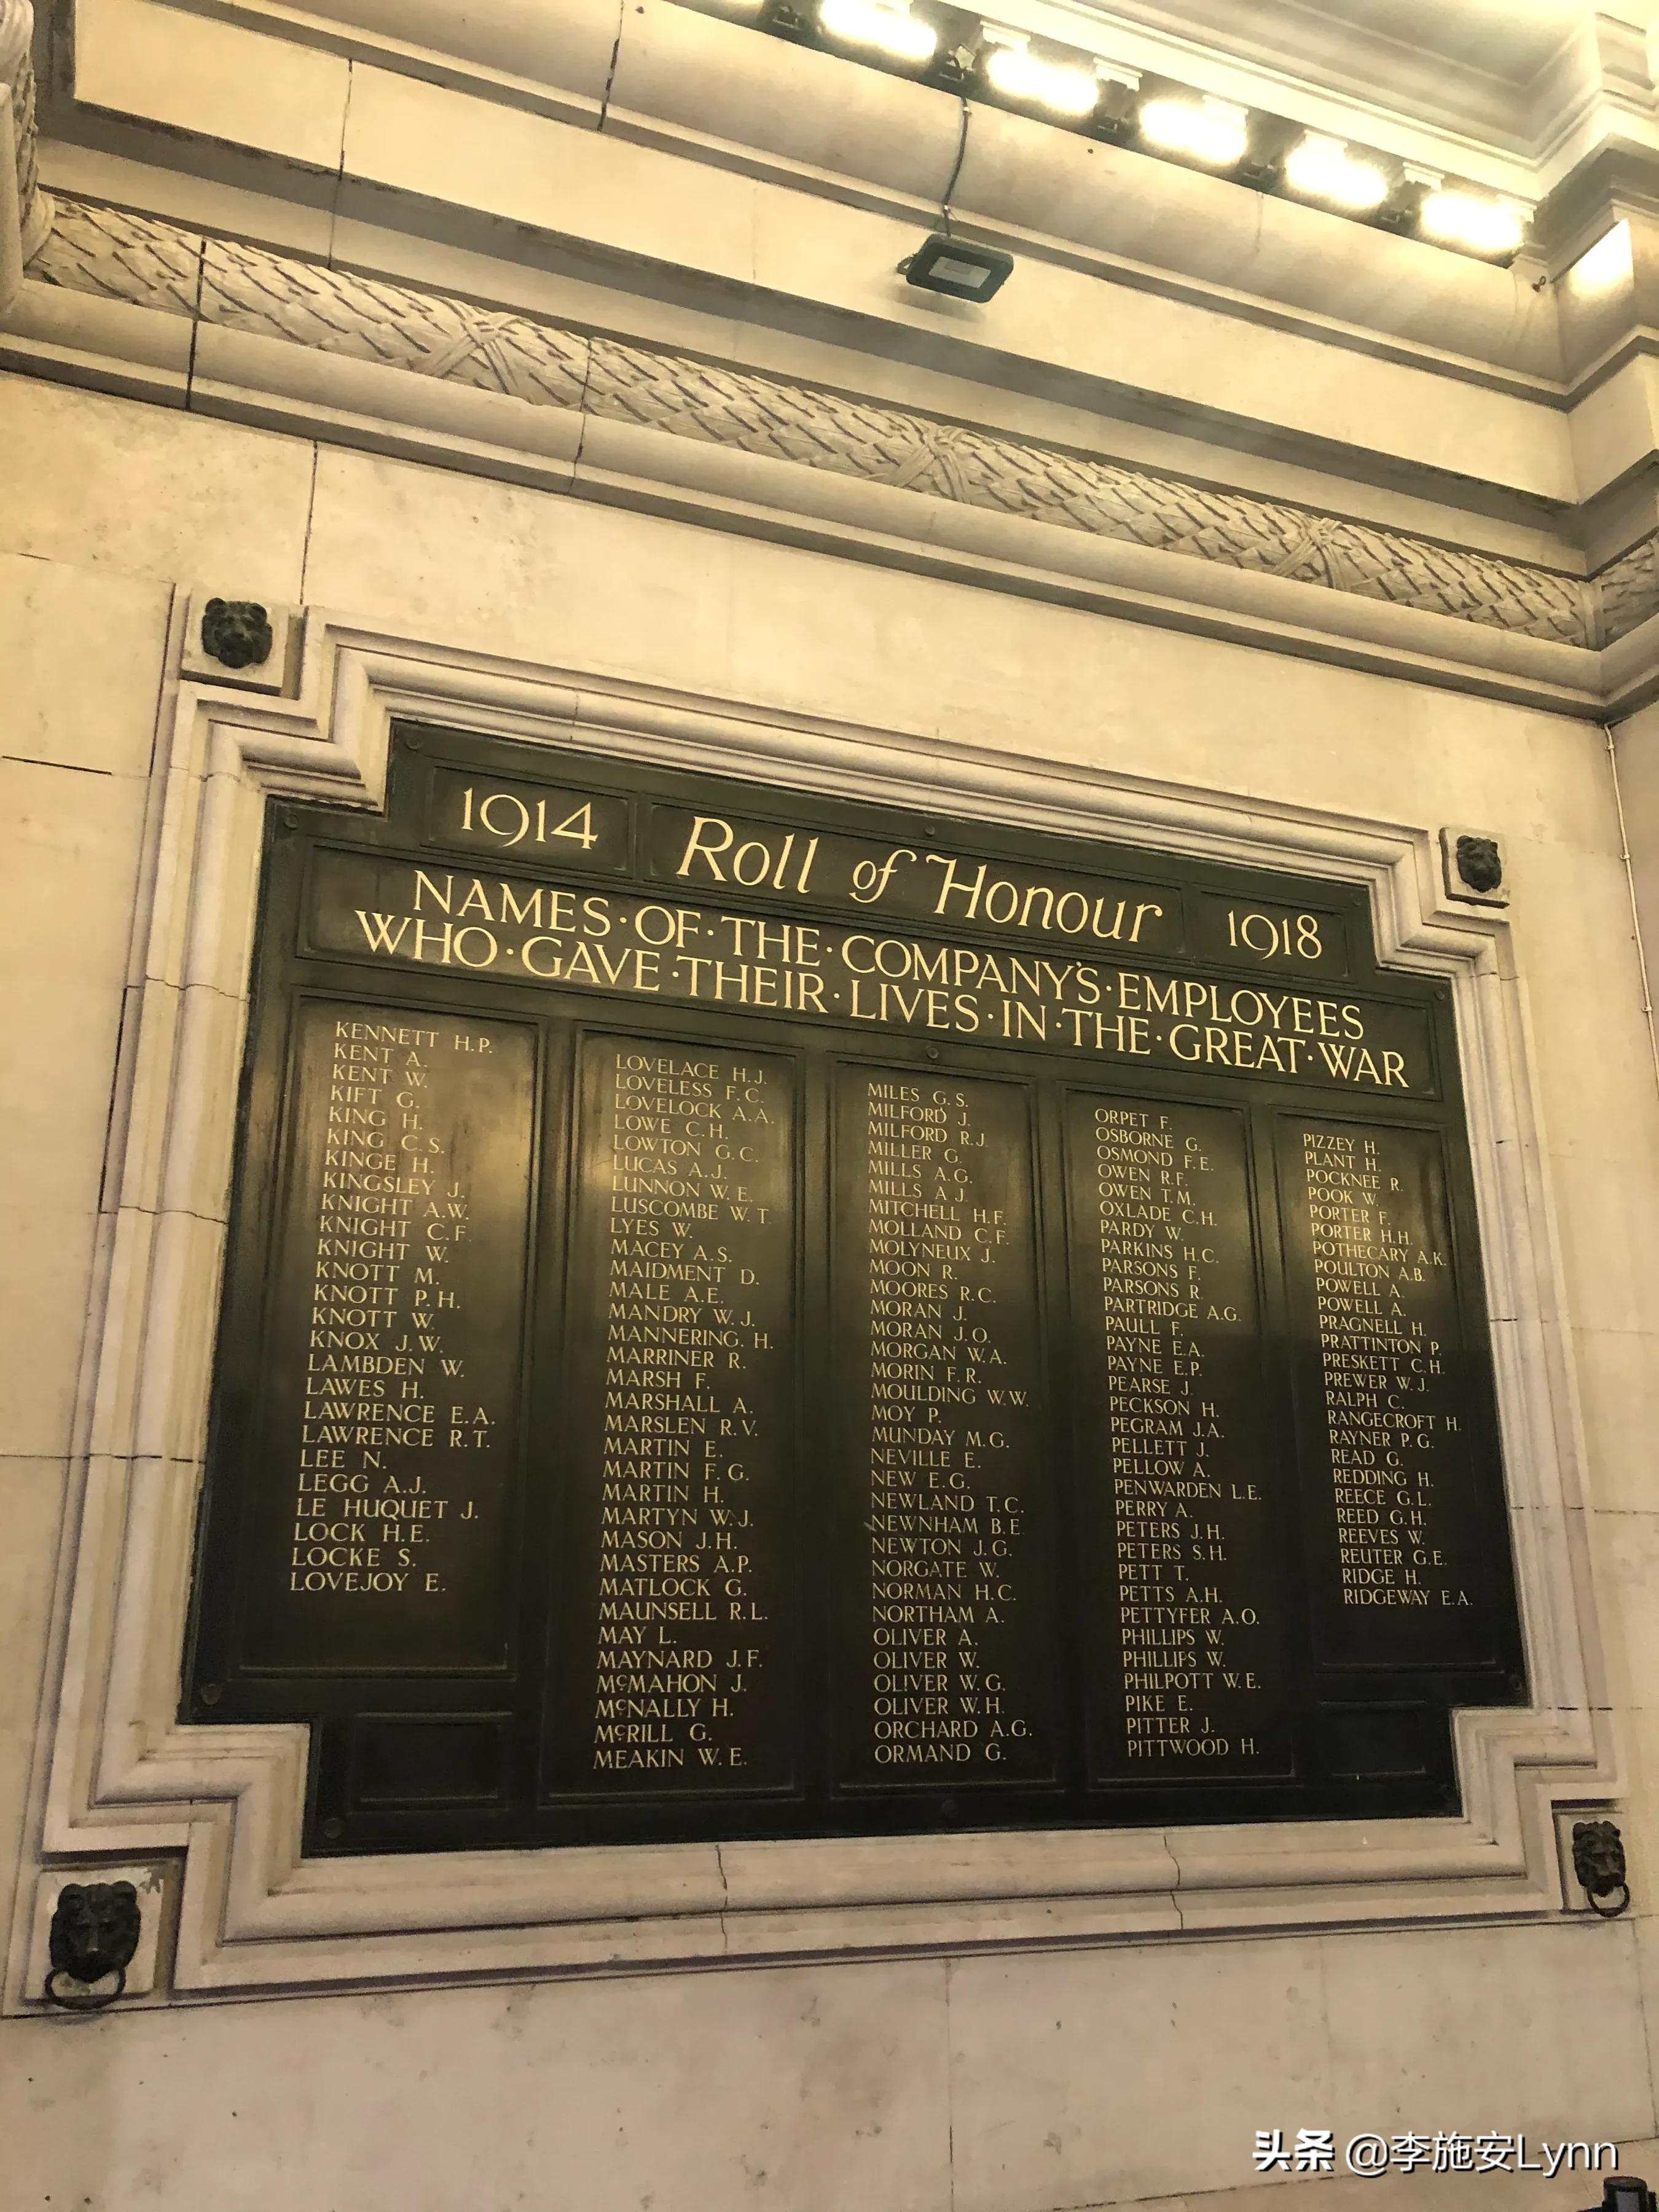 1914 Roll of Honour 1918
NAMES·OF·THE·COMPANY'S·EMPLOYEES
WHO·GAVE·THEIR·LIVES·IN·THE·GREAT·WAR
KENNETT H.P.
KENT A.
KENT W.
KIFT G.
KING H.
KING C.S.
KINGE H.
KINGSLEY J.
KNIGHT A.W.
KNIGHT C.F.
KNIGHT W.
KNOTT M.
KNOTT P.H.
KNOTT W.
KNOX J.W.
LAMBDEN W.
LAWES H.
LAWRENCE E.A.
LAWRENCE R.T.
LEE N.
LEGG A.J.
LE HUQUET J.
LOCK H.E.
LOCKE S.
LOVEJOY E.
LOVELACE H.J.
LOVELESS F.C.
LOVELOCK A.A.
LOWE C.H.
LOWTON G.C.
LUCAS A.J.
LUNNON W.E.
LUSCOMBE W.T.
LYES W.
MACEY A.S.
MAIDMENT D.
MALE A.E.
MANDRY W.J.
MANNERING. H.
MARRINER R.
MARSH F.
MARSHALL A.
MARSLEN R.V.
MARTIN E.
MARTIN F.G.
MARTIN H.
MARTYN W.J.
MASON J.H.
MASTERS A.P.
MATLOCK G.
MAUNSELL R.L.
MAY L.
MAYNARD J.F.
McMAHON J.
McNALLY H.
McRILL G.
MEAKIN W.E.
MILES G.S.
MILFORD J.
MILFORD R.J.
MILLER G.
MILLS A.G.
MILLS A.J.
MITCHELL H.F.
MOLLAND C.F.
MOLYNEUX J.
MOON R.
MOORES R.C.
MORAN J.
MORAN J.O.
MORGAN W.A.
MORIN F.R.
MOULDING W.W.
MOY P.
MUNDAY M.G.
NEVILLE E.
NEW E.G.
NEWLAND T.C.
NEWNHAM B.E.
NEWTON J.G.
NORGATE W.
NORMAN H.C.
NORTHAM A.
OLIVER A.
OLIVER W.
OLIVER W.G.
OLIVER W.H.
ORCHARD A.G.
ORMAND G.
ORPET F.
OSBORNE G.
OSMOND F.E.
OWEN R.F.
OWEN T.M.
OXLADE C.H.
PARDY W.
PARKINS H.C.
PARSONS F.
PARSONS R.
PARTRIDGE A.G.
PAULL F.
PAYNE E.A.
PAYNE E.P.
PEARSE J.
PECKSON H.
PEGRAM J.A.
PELLETT J.
PELLOW A.
PENWARDEN L.E.
PERRY A.
PETERS J.H.
PETERS S.H.
PETT T.
PETTS A.H.
PETTYFER A.O.
PHILLIPS W.
PHILLIPS W.
PHILPOTT W.E.
PIKE E.
PITTER J.
PITTWOOD H.
PIZZEY H.
PLANT H.
POCKNEE R.
POOK W.
PORTER F.
PORTER H.H.
POTHECARY A.K.
POULTON A.B.
POWELL A.
POWELL A.
PRAGNELL H.
PRATTINTON P.
PRESKETT C.H.
PREWER W.J.
RALPH C.
RANGECROFT H.
RAYNER P.G.
READ G.
REDDING H.
REECE G.L.
REED G.H.
REEVES W.
REUTER G.E.
RIDGE H.
RIDGEWAY E.A.
头条 @李施安Lynn